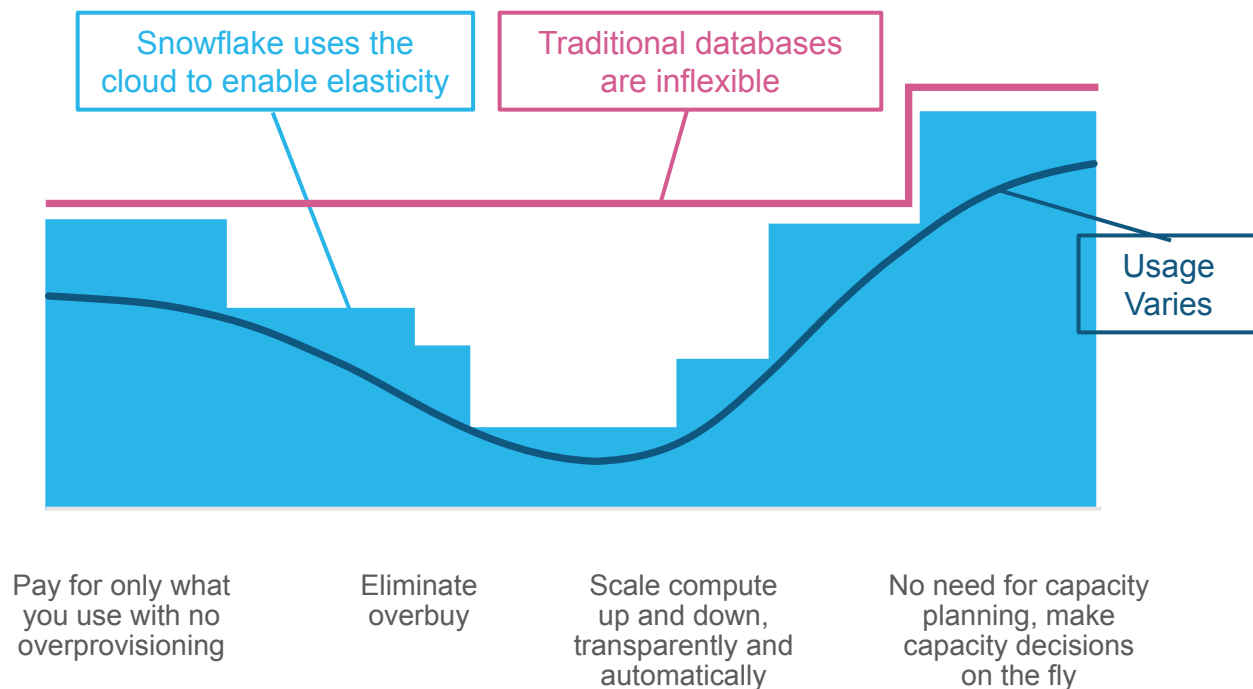 Snowflake uses the
cloud to enable elasticity
Traditional databases
are inflexible
Usage
Varies
Pay for only what
you use with no
overprovisioning
Eliminate
overbuy
Scale compute
up and down,
transparently and
automatically
No need for capacity
planning, make
capacity decisions
on the fly